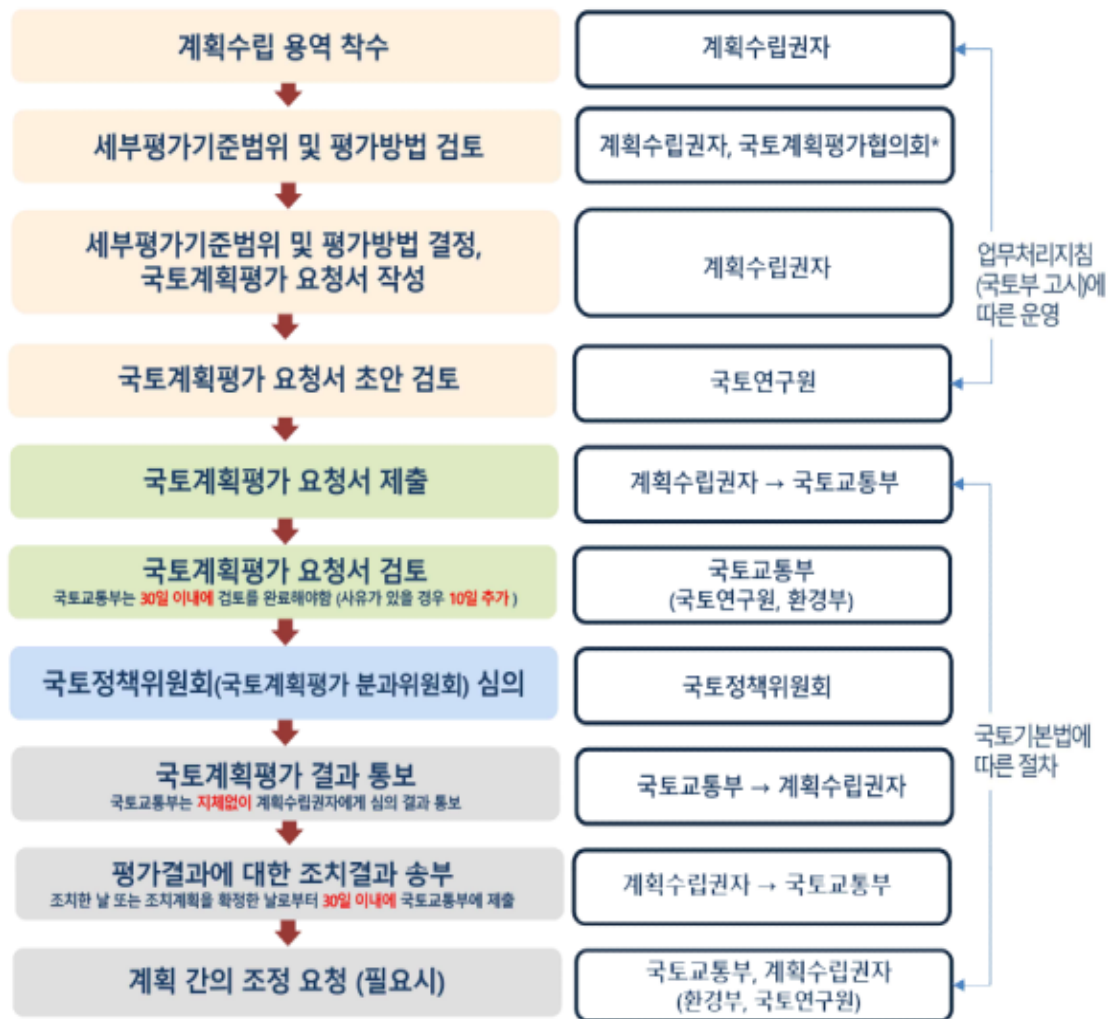 계획수립 용역 착수
계획수립권자
세부평가기준범위 및 평가방법 검토
계획수립권자, 국토계획평가협의회*
세부평가기준범위 및 평가방법 결정,
국토계획평가 요청서 작성
계획수립권자
업무처리지침
(국토부 고시)에
따른 운영
국토계획평가 요청서 초안 검토
국토연구원
국토계획평가 요청서 제출
계획수립권자 → 국토교통부
국토계획평가 요청서 검토
국토교통부는 30일 이내에 검토를 완료해야함 (사유가 있을 경우 10일 추가 )
국토교통부
(국토연구원, 환경부)
국토정책위원회(국토계획평가 분과위원회) 심의
국토정책위원회
국토기본법에
따른 절차
국토계획평가 결과 통보
국토교통부는 지체없이 계획수립권자에게 심의 결과 통보
국토교통부 → 계획수립권자
평가결과에 대한 조치결과 송부
조치한 날 또는 조치계획을 확정한 날로부터 30일 이내에 국토교통부에 제출
계획수립권자 → 국토교통부
계획 간의 조정 요청 (필요시)
국토교통부, 계획수립권자
(환경부, 국토연구원)